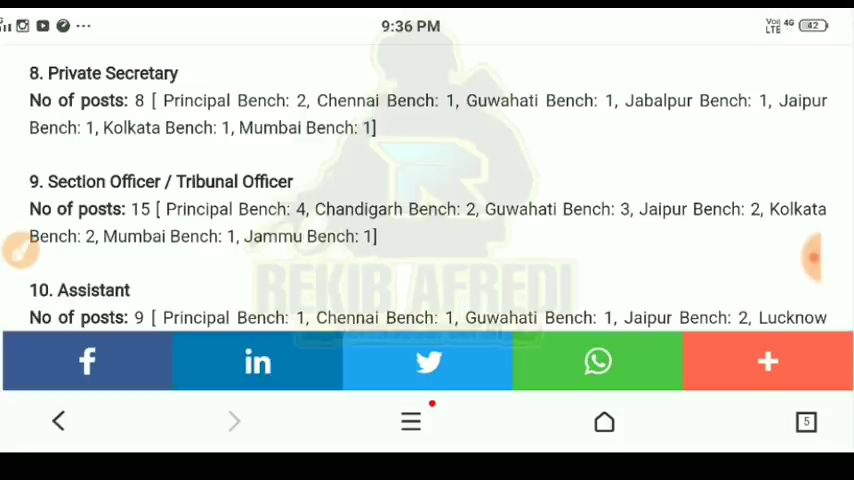 9:36 PM
Voi) 4G
LTE
42
8. Private Secretary
No of posts: 8 [ Principal Bench: 2, Chennai Bench: 1, Guwahati Bench: 1, Jabalpur Bench: 1, Jaipur
Bench: 1, Kolkata Bench: 1, Mumbai Bench: 1]
9. Section Officer / Tribunal Officer
No of posts: 15 [ Principal Bench: 4, Chandigarh Bench: 2, Guwahati Bench: 3, Jaipur Bench: 2, Kolkata
Bench: 2, Mumbai Bench: 1, Jammu Bench: 1]
REKIB AFREDI
10. Assistant
No of posts: 9 [ Principal Bench: 1, Chennai Bench: 1, Guwahati Bench: 1, Jaipur Bench: 2, Lucknow
5